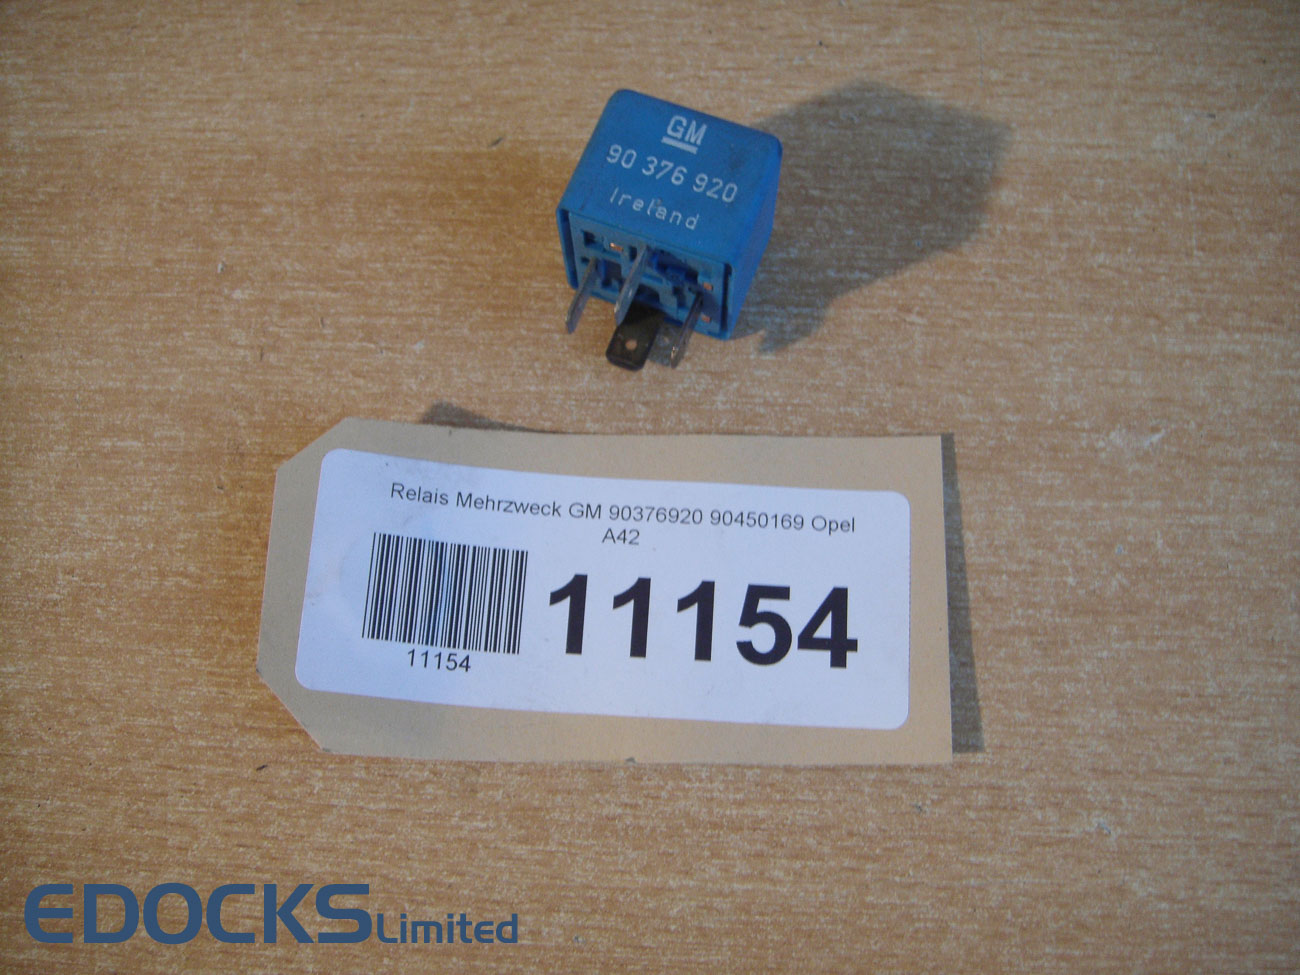 GM
90 376 920
Ireland
Relais Mehrzweck GM 90376920 90450169 Opel
A42
11154
11154
EDOCKS Limited